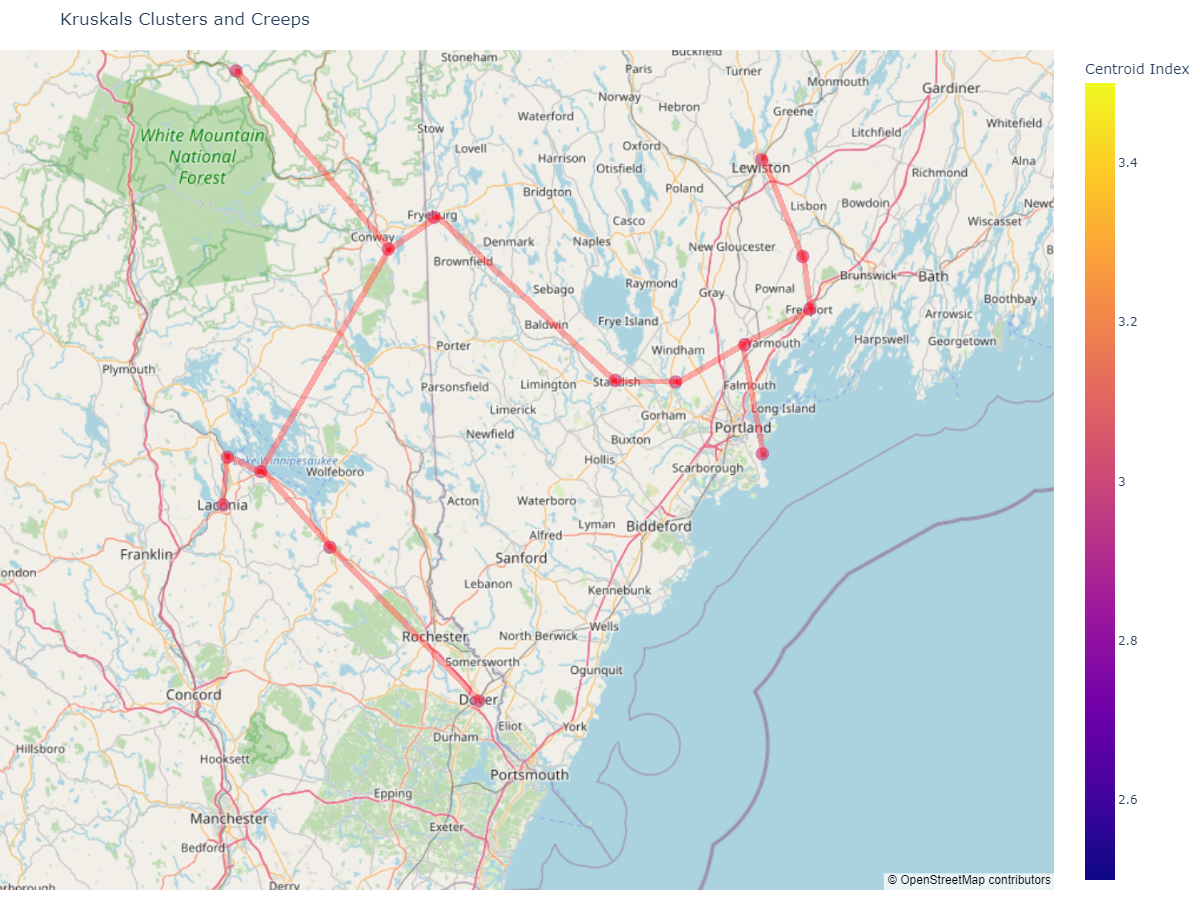 Kruskals Clusters and Creeps
Centroid Index
3.4
3.2
3
2.8
2.6
Stoneham
Buckfield
Paris
Turner
Monmouth
Gardiner
Norway
Hebron
Greene
Whitefield
Waterford
Stow
Litchfield
White Mountain
National
Forest
Lovell
Harrison
Oxford
Otisfield
Lewiston
Alna
Richmond
Bridgton
Poland
Lisbon
Bowdoin
Wiscasset
Fryeburg
Casco
Conway
Denmark
Naples
New Gloucester
Brownfield
Brunswick
Bath
Sebago
Raymond
Gray
Pownal
Boothbay
Freeport
Arrowsic
Baldwin
Frye Island
Harpswell
Georgetown
Porter
Windham
Yarmouth
Plymouth
Parsonsfield
Limington
Standish
Falmouth
Limerick
Gorham
Long Island
Newfield
Buxton
Portland
Lake Winnipesaukee
Wolfeboro
Hollis
Scarborough
Laconia
Acton
Waterboro
Lyman
Biddeford
Franklin
Alfred
Sanford
ondon
Lebanon
Kennebunk
Rochester
North Berwick
Wells
Somersworth
Ogunquit
Concord
Dover
Eliot
York
Durham
Hillsboro
Hooksett
Portsmouth
Epping
Manchester
Exeter
Bedford
Derry
erborough
© OpenStreetMap contributors